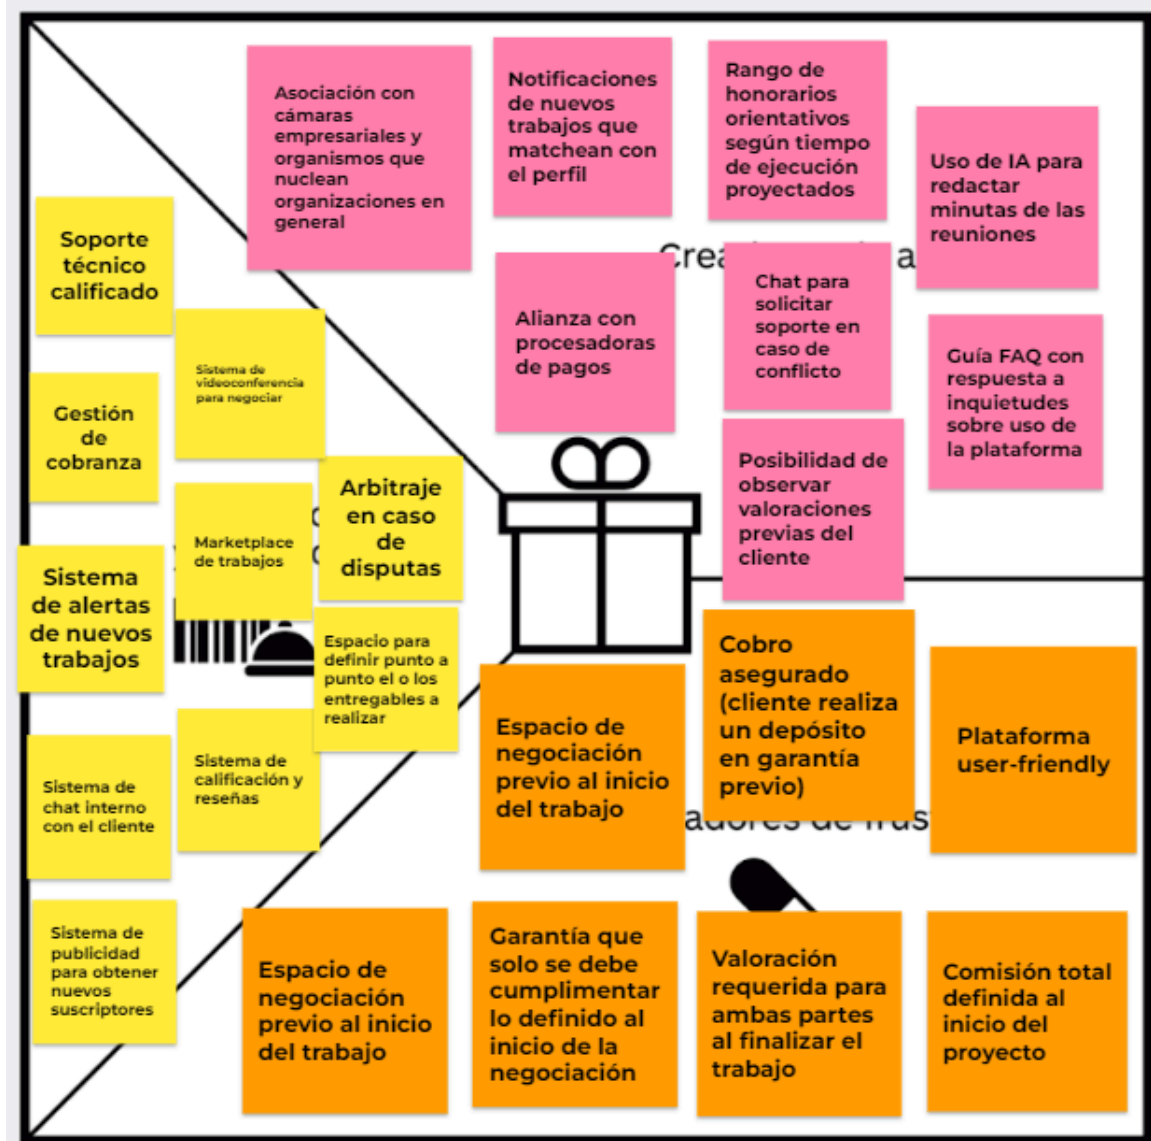 Asociación con
cámaras
empresariales y
organismos que
nuclean
organizaciones en
general
Notificaciones
de nuevos
trabajos que
matchean con
el perfil
Rango de
honorarios
orientativos
según tiempo
de ejecución
proyectados
Uso de IA para
redactar
minutas de las
reuniones
Alianza con
procesadoras
de pagos
Chat para
solicitar
soporte en
caso de
conflicto
Guía FAQ con
respuesta a
inquietudes
sobre uso de
la plataforma
Posibilidad de
observar
valoraciones
previas del
cliente
Soporte
técnico
calificado
Sistema de
videoconferencia
para negociar
Gestión
de
cobranza
Marketplace
de trabajos
Arbitraje
en caso
de
disputas
Sistema
de alertas
de nuevos
trabajos
Espacio para
definir punto a
punto el o los
entregables a
realizar
Sistema de
chat interno
con el cliente
Sistema de
calificación y
reseñas
Sistema de
publicidad
para obtener
nuevos
suscriptores
Espacio de
negociación
previo al inicio
del trabajo
Cobro
asegurado
(cliente realiza
un depósito
en garantía
previo)
Plataforma
user-friendly
adores de frus
Espacio de
negociación
previo al inicio
del trabajo
Garantía que
solo se debe
cumplimentar
lo definido al
inicio de la
negociación
Valoración
requerida para
ambas partes
al finalizar el
trabajo
Comisión total
definida al
inicio del
proyecto